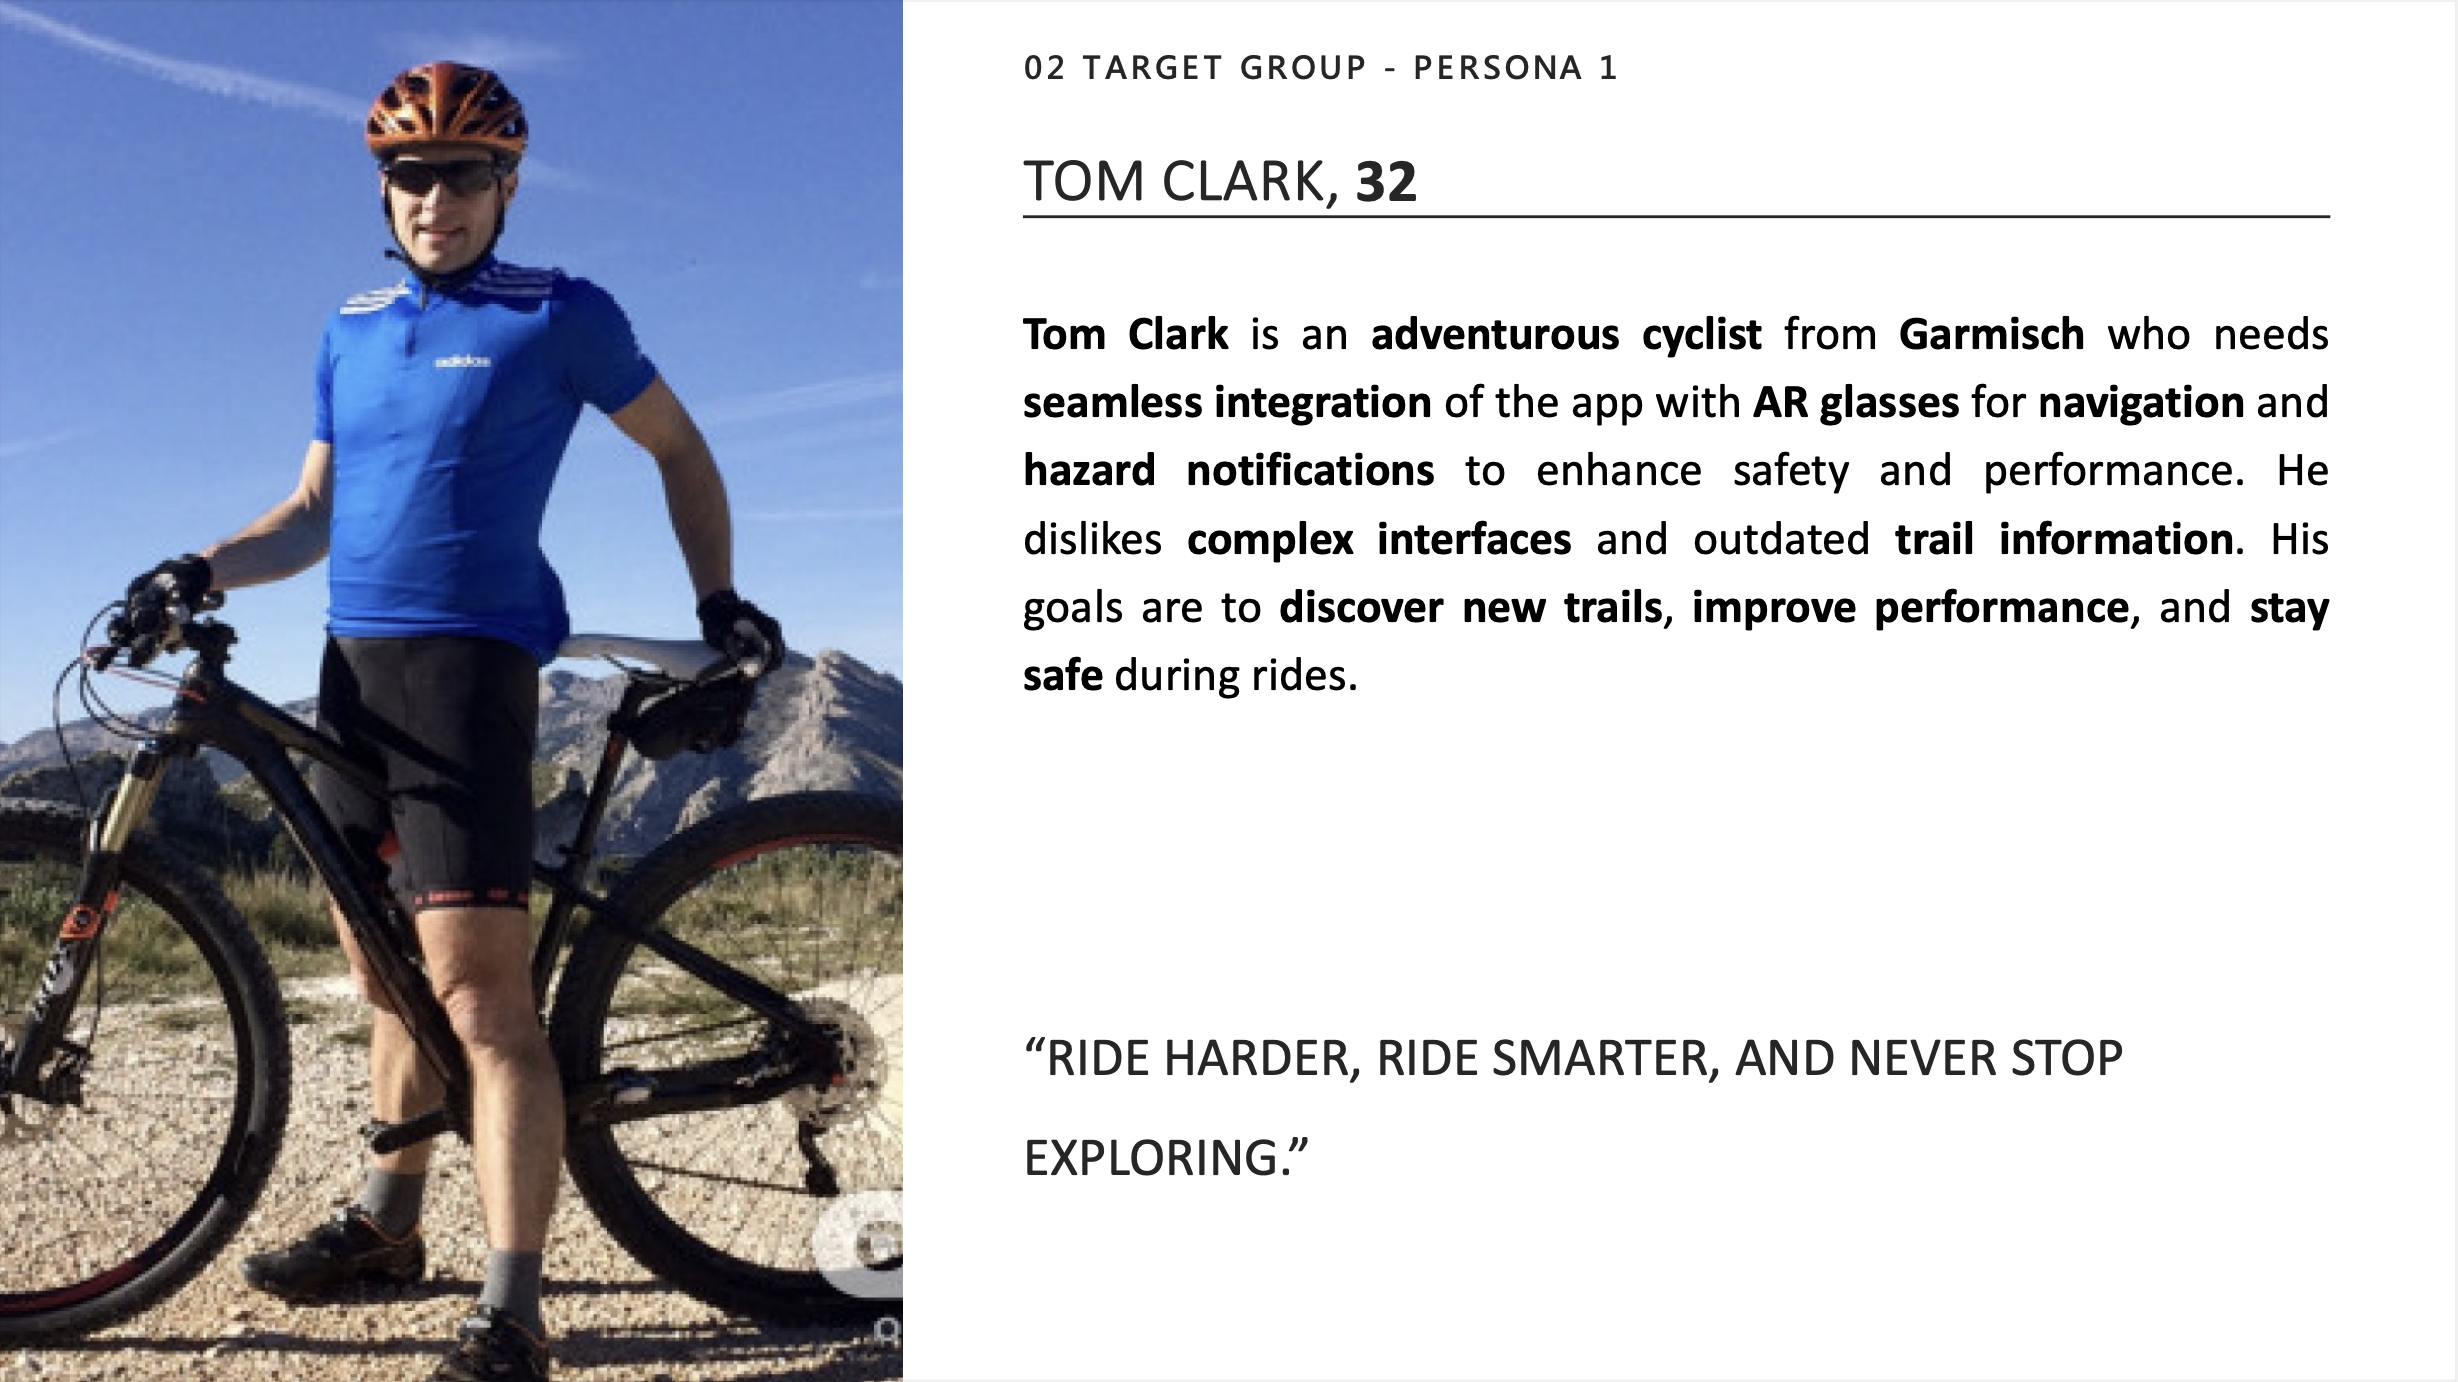 02 TARGET GROUP - PERSONA 1
TOM CLARK, 32
Tom Clark is an adventurous cyclist from Garmisch who needs
seamless integration of the app with AR glasses for navigation and
hazard notifications to enhance safety and performance. He
dislikes complex interfaces and outdated trail information. His
goals are to discover new trails, improve performance, and stay
safe during rides.
“RIDE HARDER, RIDE SMARTER, AND NEVER STOP
EXPLORING.”
adidas